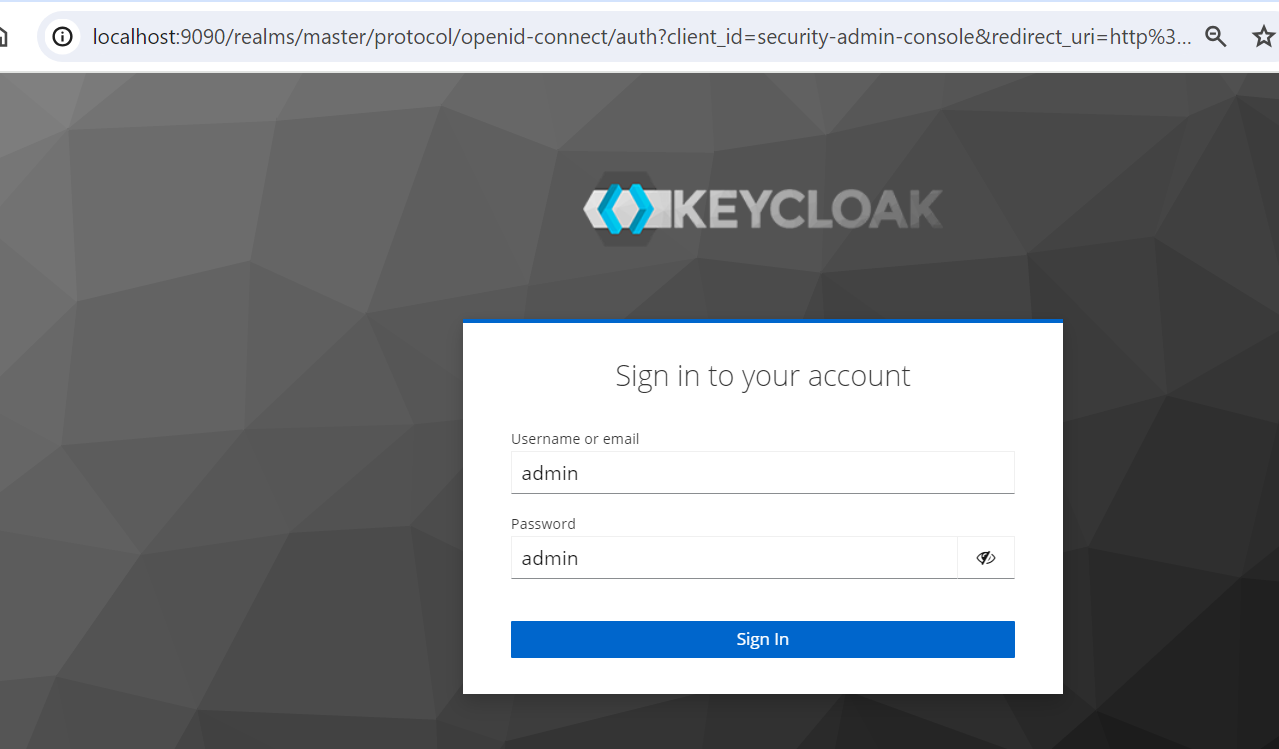 localhost:9090/realms/master/protocol/openid-connect/auth?client_id=security-admin-console&redirect_uri=http%3...
KEYCLOAK
Sign in to your account
Username or email
admin
Password
admin
Sign In